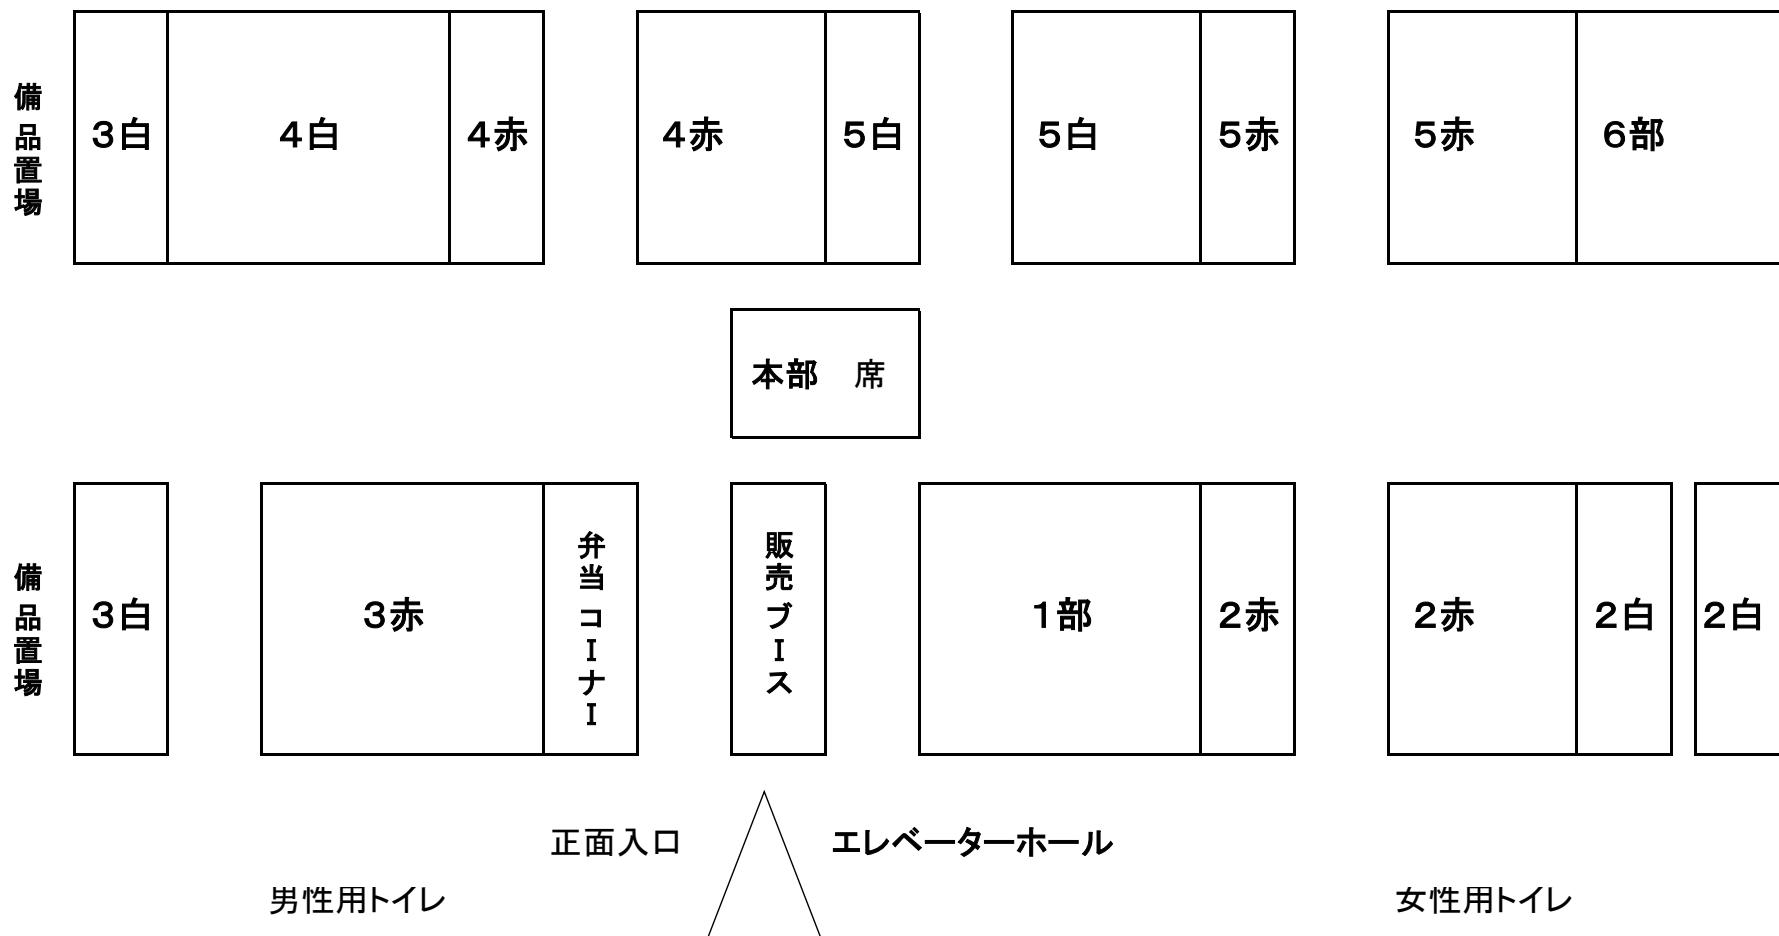 備品置場
3白
4白
4赤
4赤
5白
5白
5赤
5赤
6部
本部　席
備品置場
3白
3赤
弁当コーナー
販売ブース
1部
2赤
2赤
2白
2白
正面入口
エレベーターホール
男性用トイレ
女性用トイレ